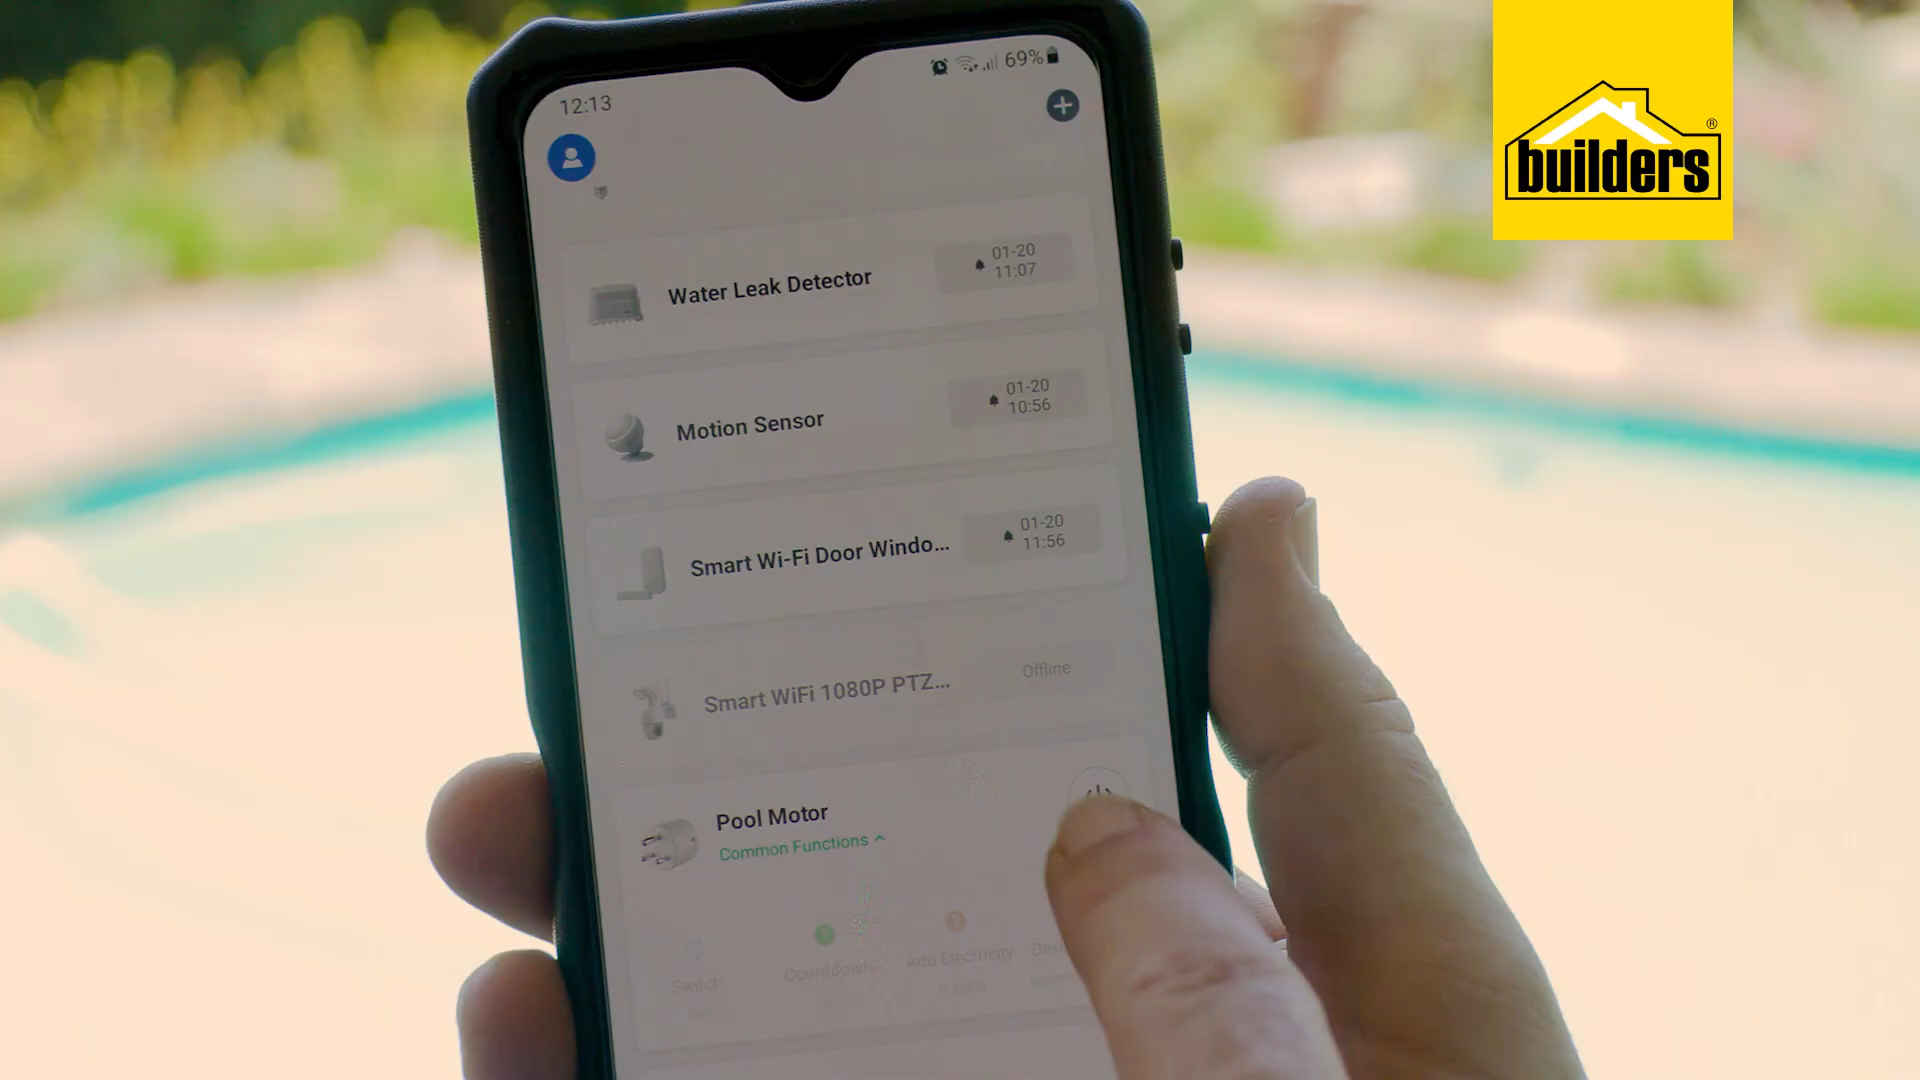 12:13
69%
Water Leak Detector
01-20
11:07
Motion Sensor
01-20
10:56
Smart Wi-Fi Door Windo...
01-20
11:56
Smart WiFi 1080P PTZ...
Offline
Pool Motor
Common Functions
Countdown
Add Electricity
Switch
builders
®